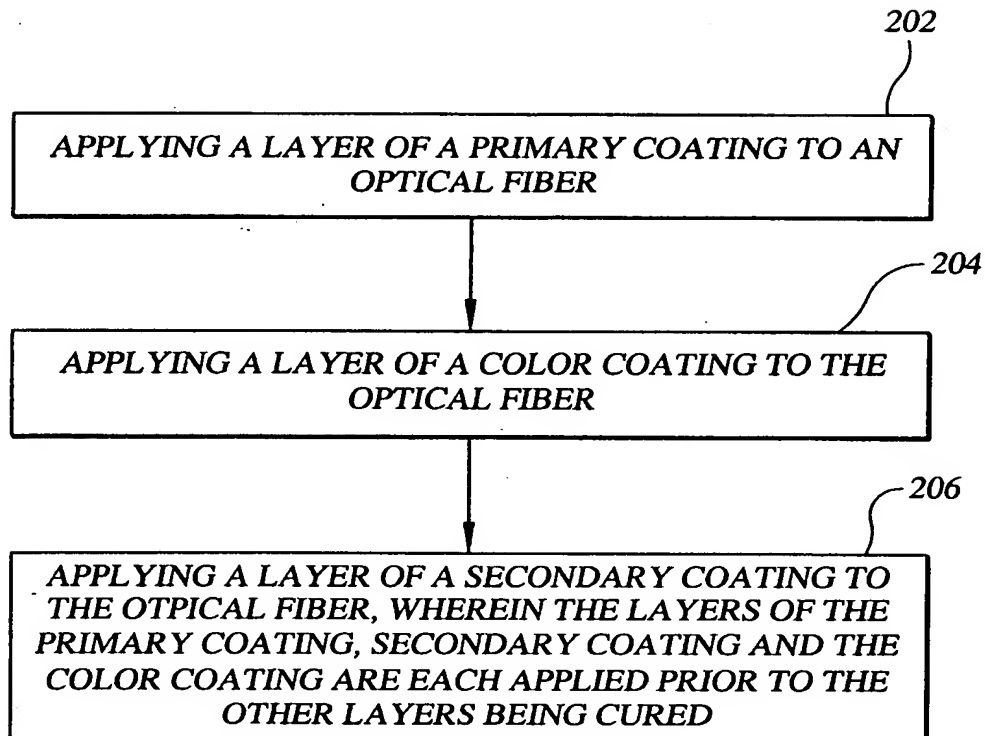 202
APPLYING A LAYER OF A PRIMARY COATING TO AN
OPTICAL FIBER
204
APPLYING A LAYER OF A COLOR COATING TO THE
OPTICAL FIBER
206
APPLYING A LAYER OF A SECONDARY COATING TO
THE OTPICAL FIBER, WHEREIN THE LAYERS OF THE
PRIMARY COATING, SECONDARY COATING AND THE
COLOR COATING ARE EACH APPLIED PRIOR TO THE
OTHER LAYERS BEING CURED